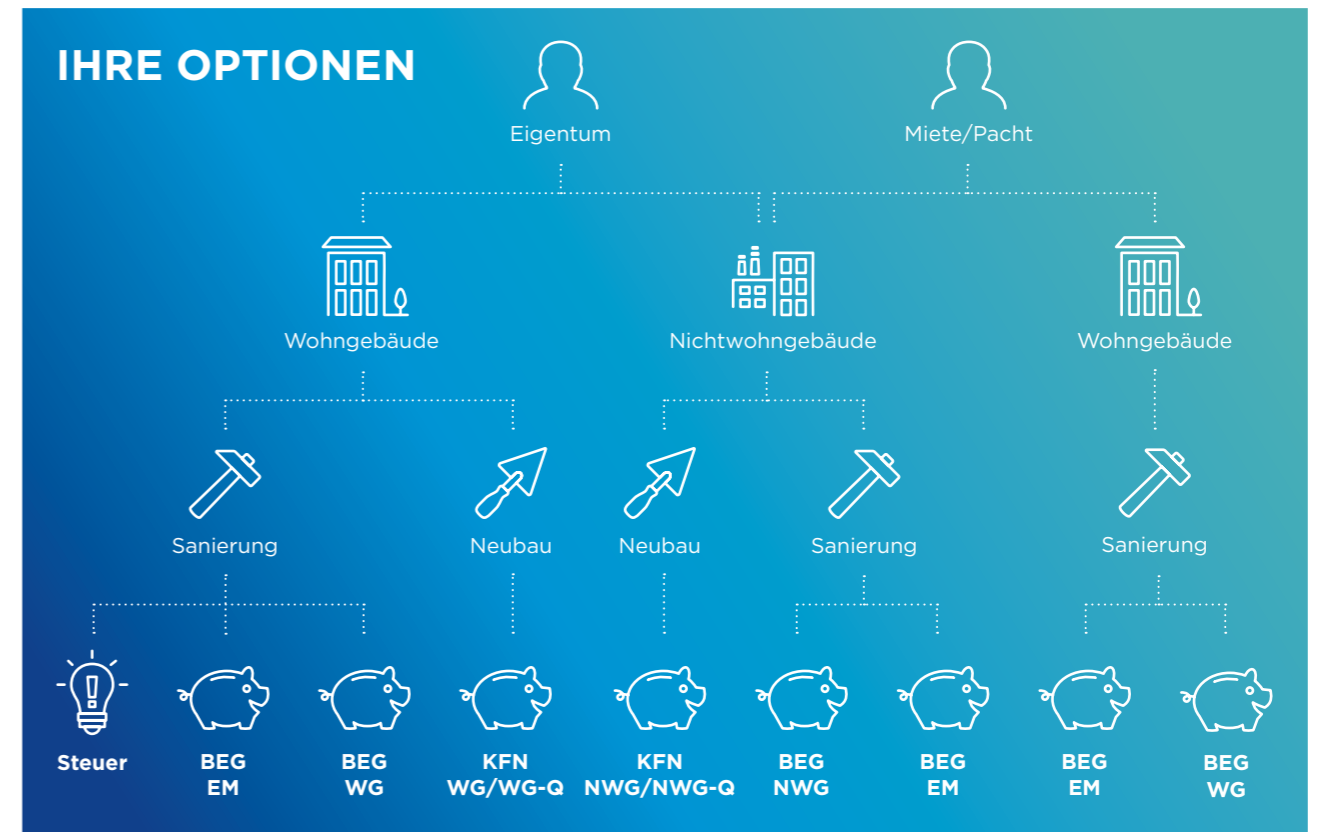 IHRE OPTIONEN
Eigentum
Miete/Pacht
Wohngebäude
Nichtwohngebäude
Wohngebäude
Sanierung
Neubau
Neubau
Sanierung
Sanierung
Steuer
BEG
EM
BEG
WG
KFN
WG/WG-Q
KFN
NWG/NWG-Q
BEG
NWG
BEG
EM
BEG
EM
BEG
WG